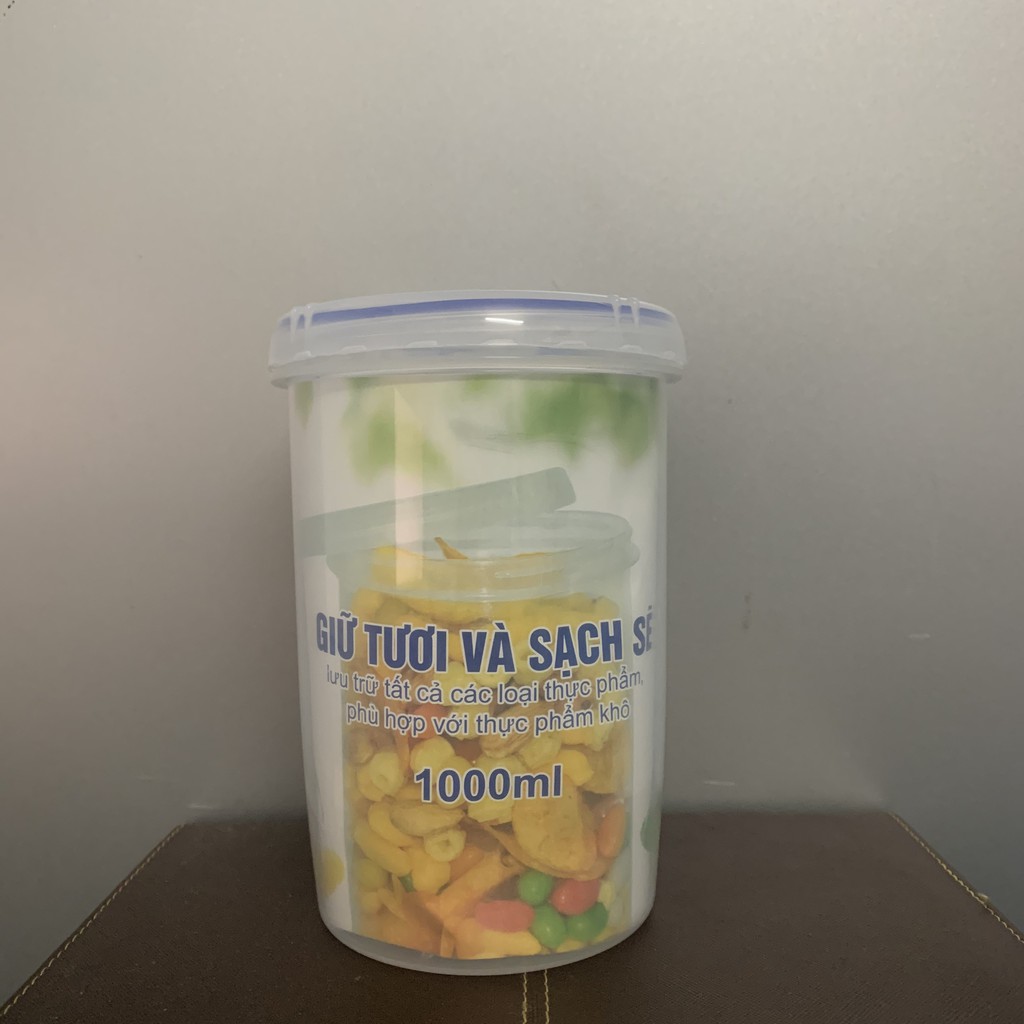 GIỮ TƯƠI VÀ SẠCH SẼ
lưu trữ tất cả các loại thực phẩm,
phù hợp với thực phẩm khô
1000ml